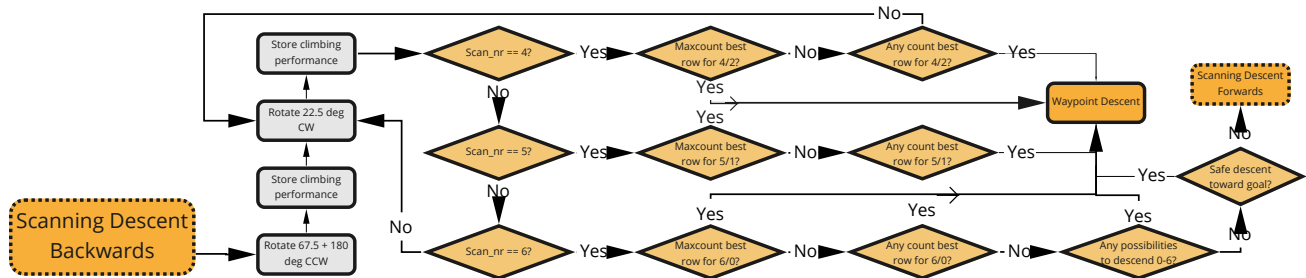 No
Store climbing
performance
Scan_nr == 4?
Yes
Maxcount best
row for 4/2?
No
Any count best
row for 4/2?
Yes
Scanning Descent
Forwards
No
Yes
Waypoint Descent
Rotate 22.5 deg
CW
Yes
No
Scan_nr == 5?
Yes
Maxcount best
row for 5/1?
No
Any count best
row for 5/1?
Yes
Yes
Safe descent
toward goal?
Store climbing
performance
No
Scanning Descent
Backwards
Rotate 67.5 + 180
deg CCW
No
Yes
Yes
Yes
No
Scan_nr == 6?
Yes
Maxcount best
row for 6/0?
No
Any count best
row for 6/0?
No
Any possibilities
to descend 0-6?